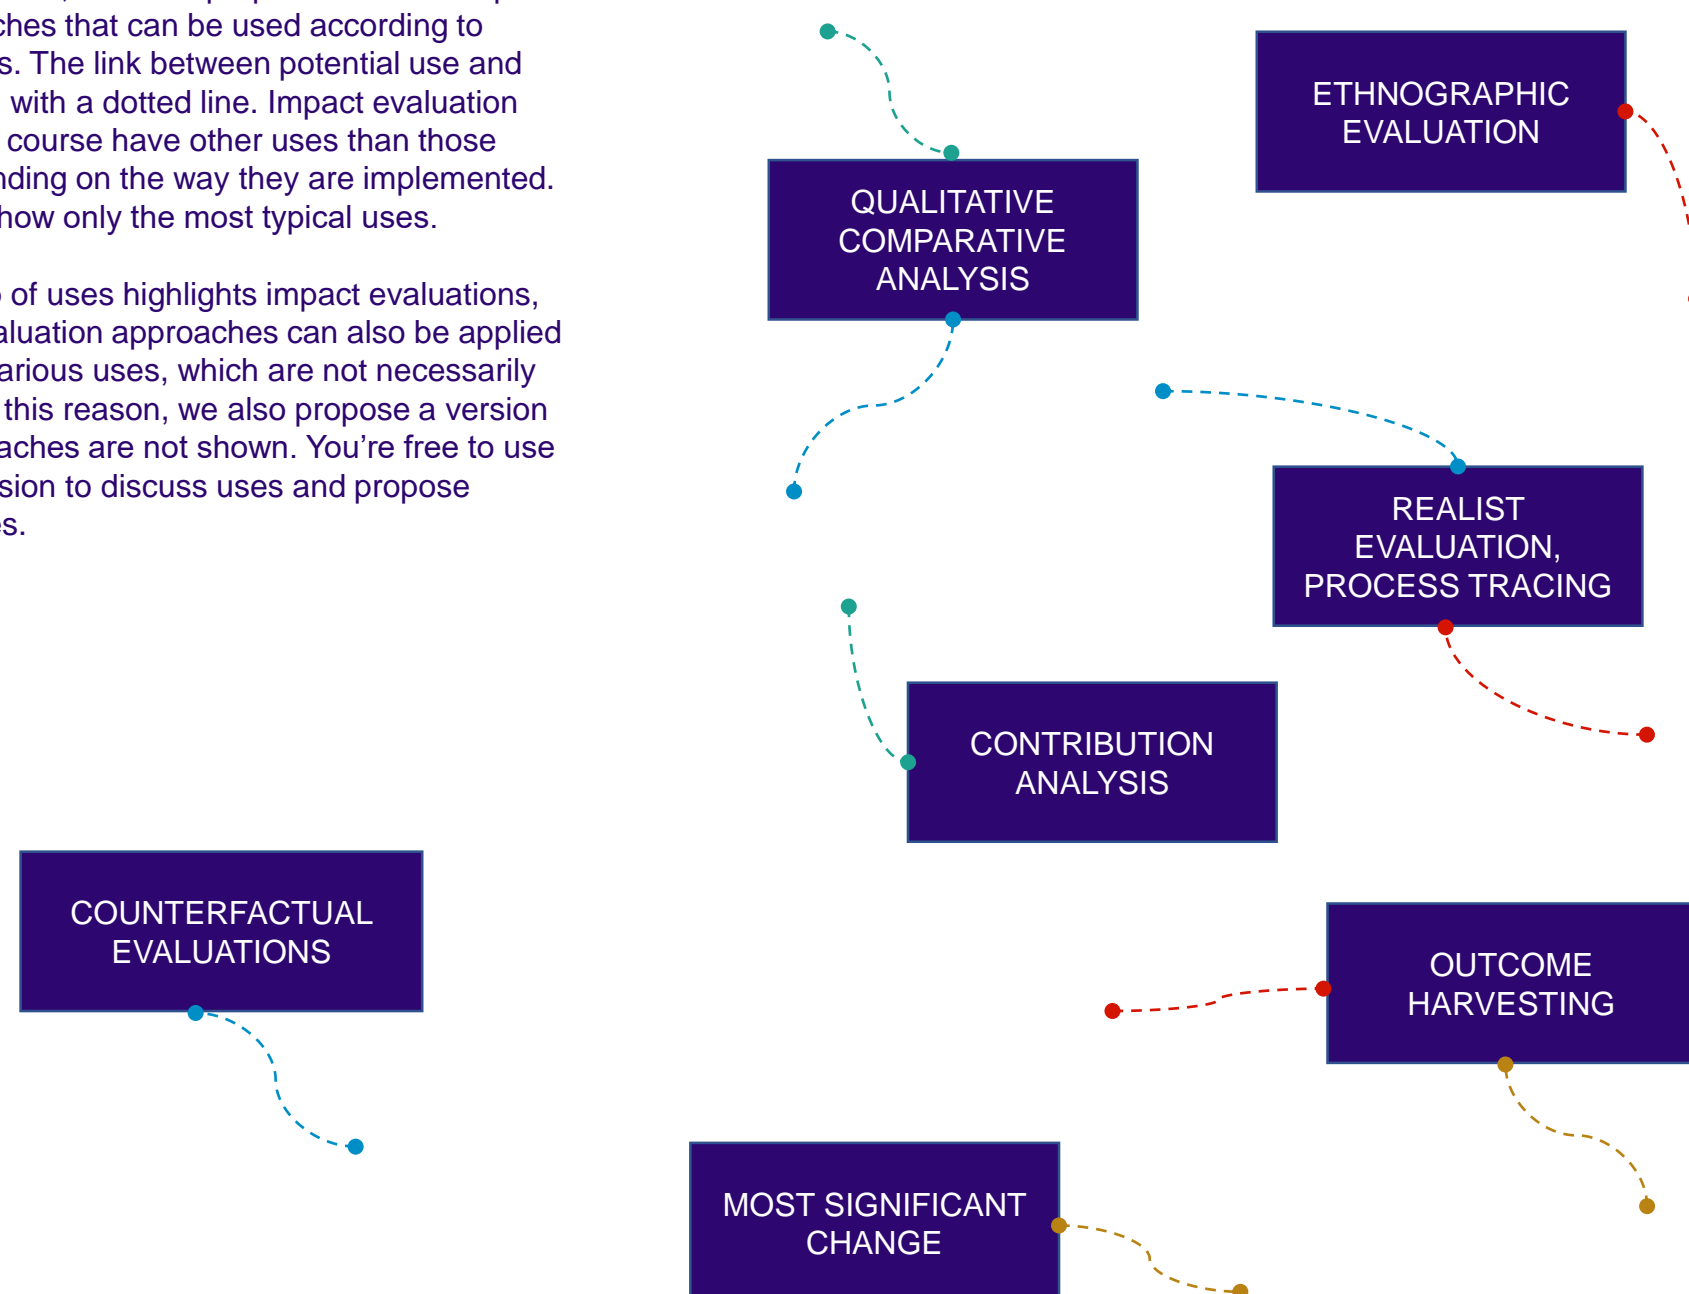 ches that can be used according to
s. The link between potential use and
with a dotted line. Impact evaluation
course have other uses than those
nding on the way they are implemented.
how only the most typical uses.
of uses highlights impact evaluations,
aluation approaches can also be applied
arious uses, which are not necessarily
this reason, we also propose a version
aches are not shown. You're free to use
sion to discuss uses and propose
es.
ETHNOGRAPHIC
EVALUATION
QUALITATIVE
COMPARATIVE
ANALYSIS
REALIST
EVALUATION,
PROCESS TRACING
CONTRIBUTION
ANALYSIS
COUNTERFACTUAL
EVALUATIONS
OUTCOME
HARVESTING
MOST SIGNIFICANT
CHANGE